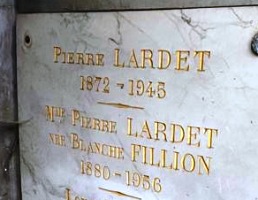 PIERRE LARDET
1872 - 1945
MME PIERRE LARDET
NÉE BLANCHE FILLION
1880 - 1956